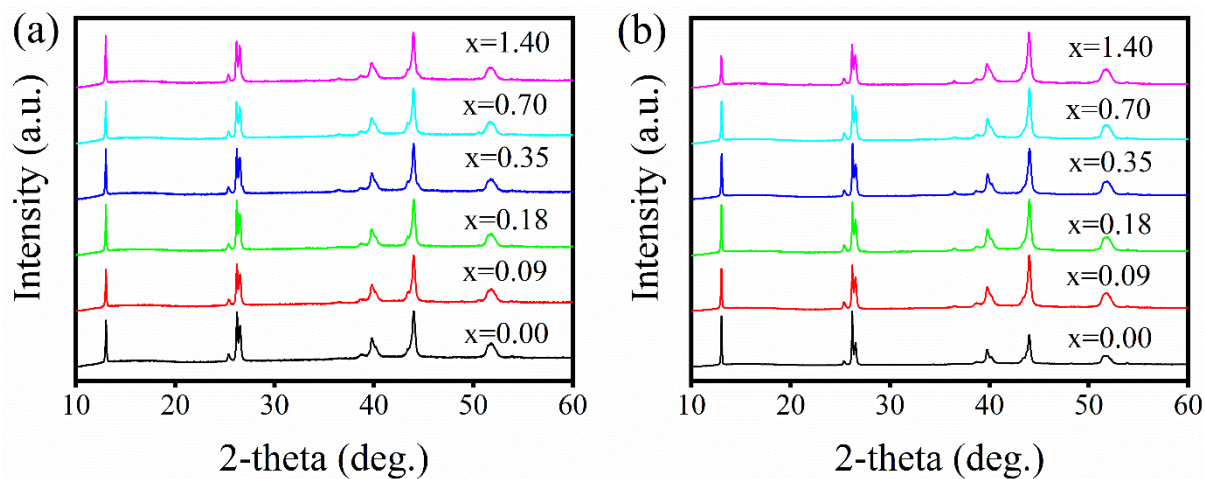 (a)
Intensity (a.u.)
x=1.40
x=0.70
x=0.35
x=0.18
x=0.09
x=0.00
10 20 30 40 50 60
2-theta (deg.)
(b)
Intensity (a.u.)
x=1.40
x=0.70
x=0.35
x=0.18
x=0.09
x=0.00
10 20 30 40 50 60
2-theta (deg.)